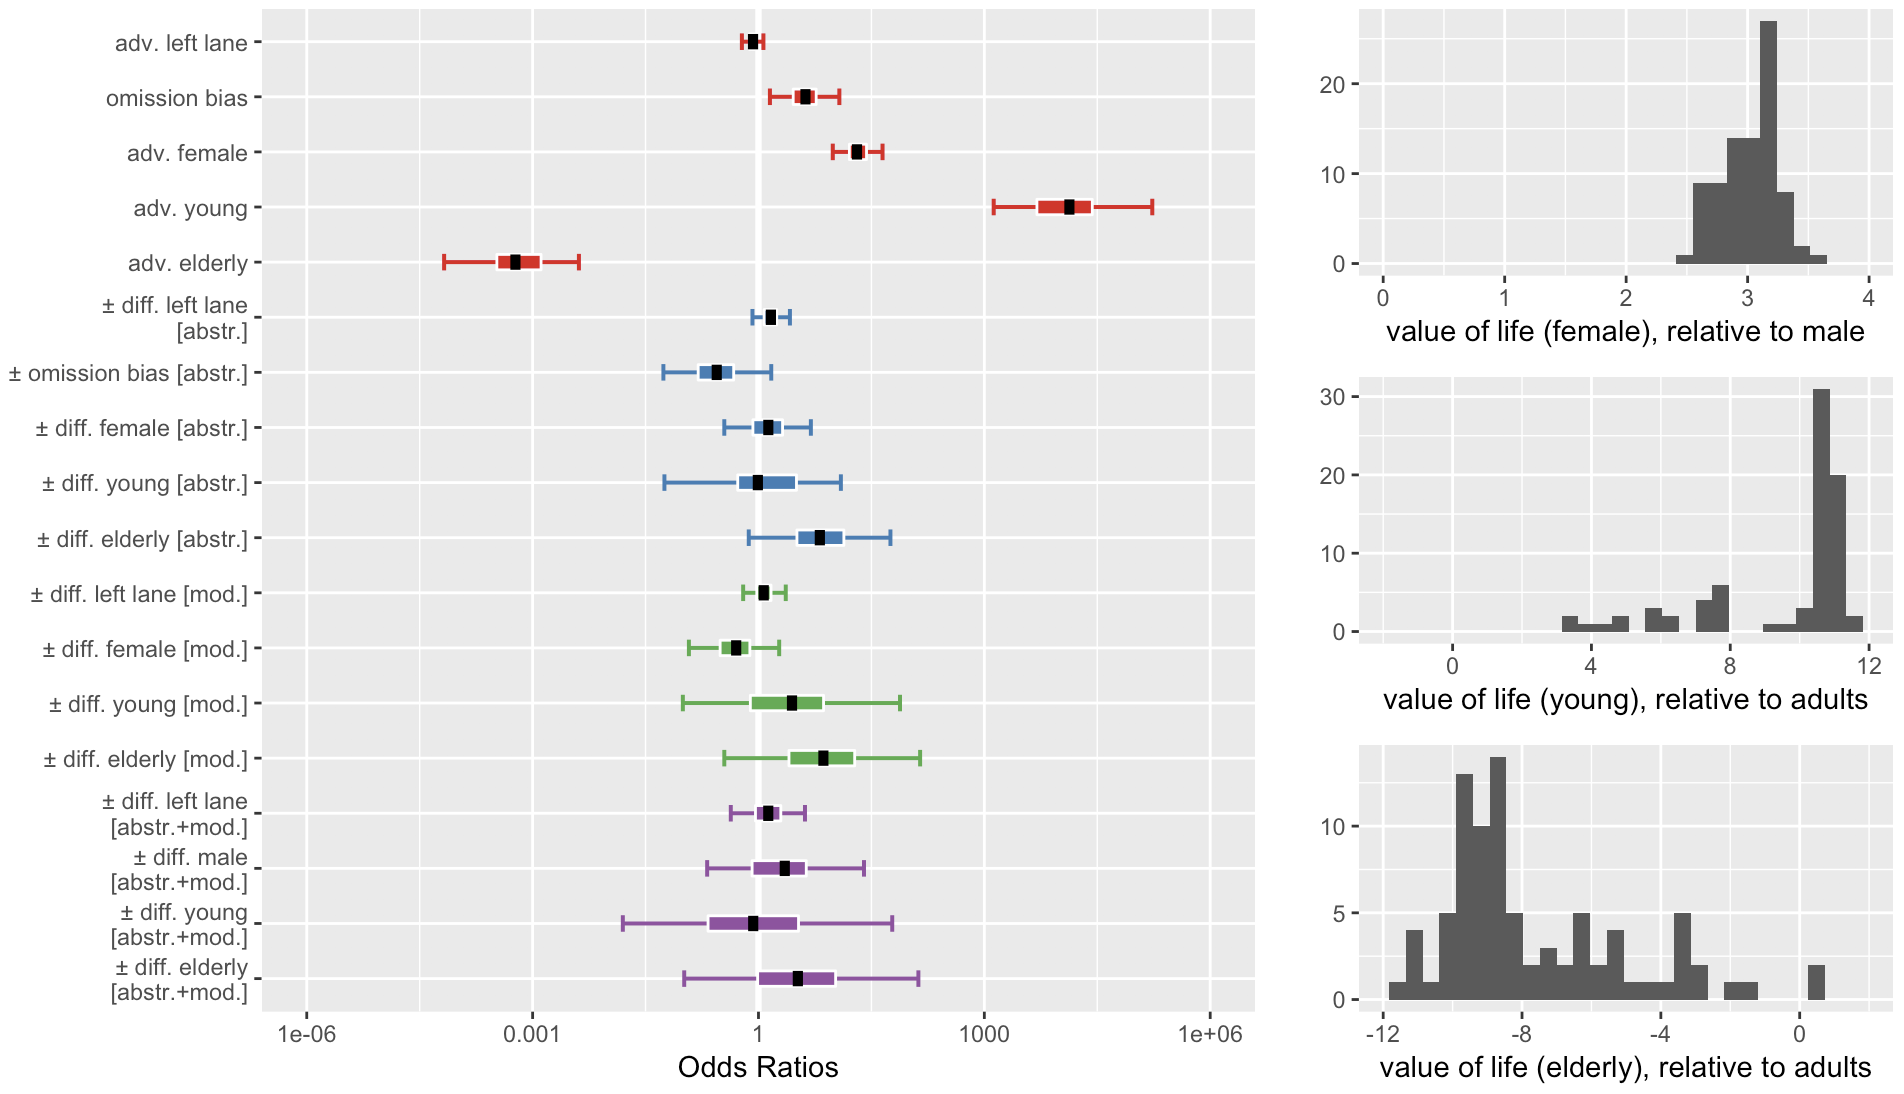 adv. left lane
omission bias
adv. female
adv. young
adv. elderly
± diff. left lane
[abstr.]
± omission bias [abstr.]
± diff. female [abstr.]
± diff. young [abstr.]
± diff. elderly [abstr.]
± diff. left lane [mod.]
± diff. female [mod.]
± diff. young [mod.]
± diff. elderly [mod.]
± diff. left lane
[abstr.+mod.]
± diff. male
[abstr.+mod.]
± diff. young
[abstr.+mod.]
± diff. elderly
[abstr.+mod.]
1e-06 0.001 1 1000 1e+06
Odds Ratios
20
10
0
0 1 2 3 4
value of life (female), relative to male
30
20
10
0
0 4 8 12
value of life (young), relative to adults
10
5
0
-12 -8 -4 0
value of life (elderly), relative to adults